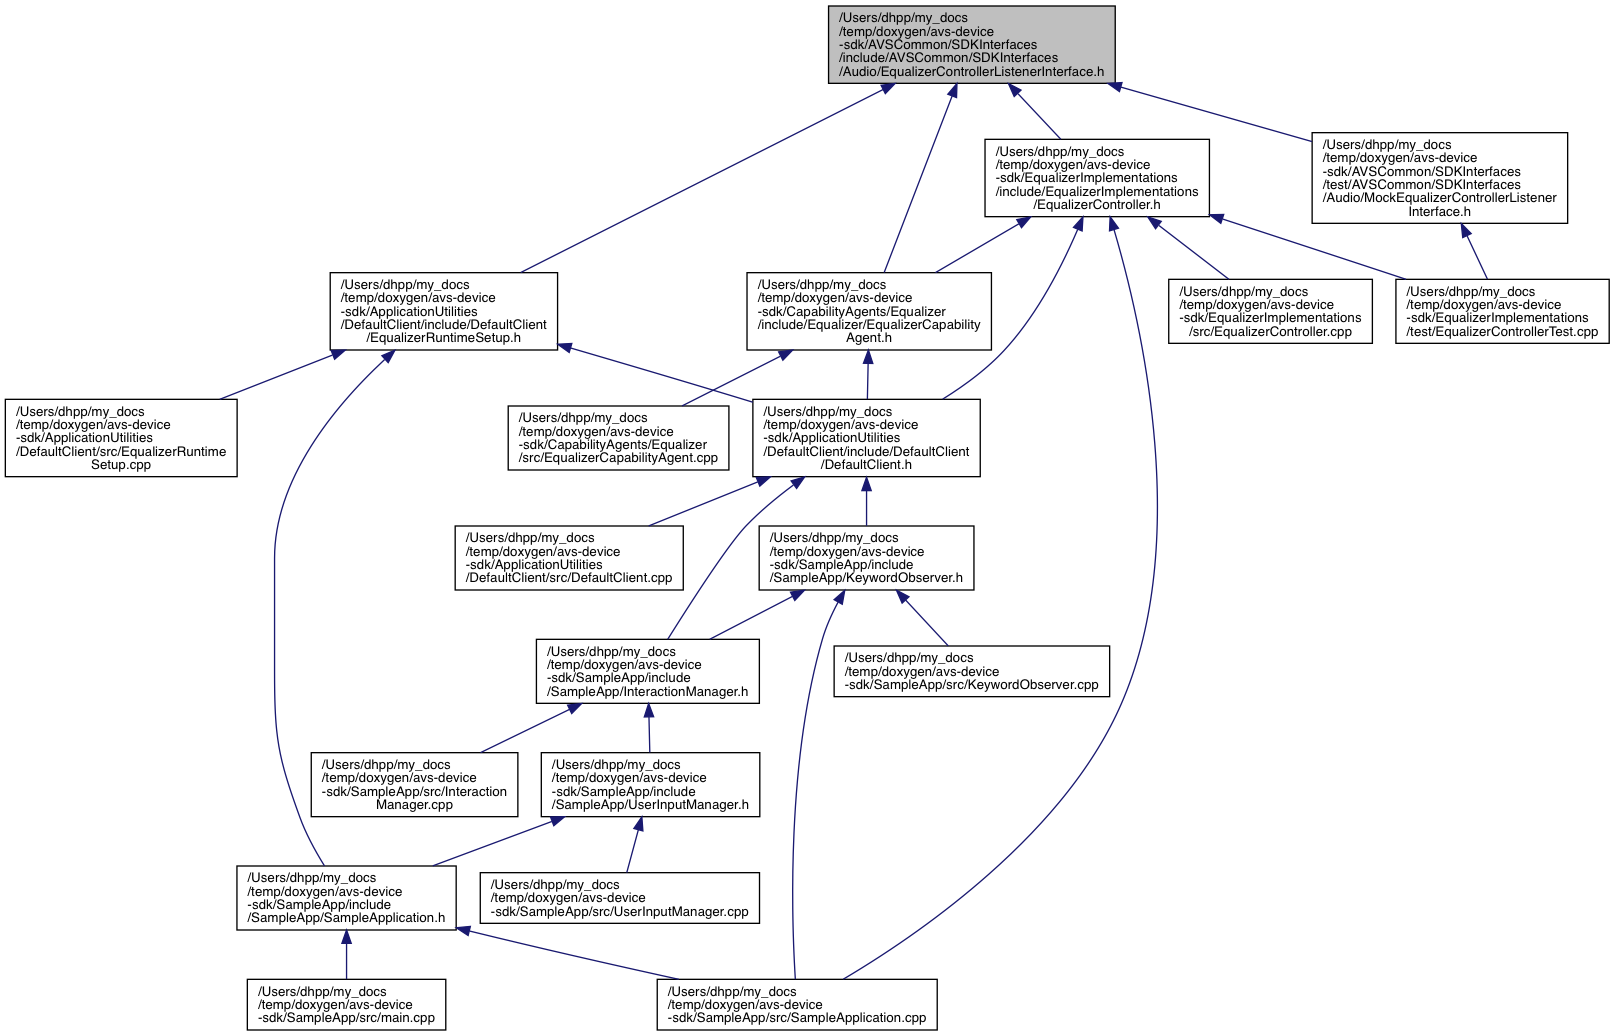 /Users/dhpp/my_docs
/temp/doxygen/avs-device
-sdk/AVSCommon/SDKInterfaces
/include/AVSCommon/SDKInterfaces
/Audio/EqualizerControllerListenerInterface.h
/Users/dhpp/my_docs
/temp/doxygen/avs-device
-sdk/EqualizerImplementations
/include/EqualizerImplementations
/EqualizerController.h
/Users/dhpp/my_docs
/temp/doxygen/avs-device
-sdk/AVSCommon/SDKInterfaces
/test/AVSCommon/SDKInterfaces
/Audio/MockEqualizerControllerListener
Interface.h
/Users/dhpp/my_docs
/temp/doxygen/avs-device
-sdk/ApplicationUtilities
/DefaultClient/include/DefaultClient
/EqualizerRuntimeSetup.h
/Users/dhpp/my_docs
/temp/doxygen/avs-device
-sdk/CapabilityAgents/Equalizer
/include/Equalizer/EqualizerCapability
Agent.h
/Users/dhpp/my_docs
/temp/doxygen/avs-device
-sdk/EqualizerImplementations
/src/EqualizerController.cpp
/Users/dhpp/my_docs
/temp/doxygen/avs-device
-sdk/EqualizerImplementations
/test/EqualizerControllerTest.cpp
/Users/dhpp/my_docs
/temp/doxygen/avs-device
-sdk/ApplicationUtilities
/DefaultClient/src/EqualizerRuntime
Setup.cpp
/Users/dhpp/my_docs
/temp/doxygen/avs-device
-sdk/CapabilityAgents/Equalizer
/src/EqualizerCapabilityAgent.cpp
/Users/dhpp/my_docs
/temp/doxygen/avs-device
-sdk/ApplicationUtilities
/DefaultClient/include/DefaultClient
/DefaultClient.h
/Users/dhpp/my_docs
/temp/doxygen/avs-device
-sdk/ApplicationUtilities
/DefaultClient/src/DefaultClient.cpp
/Users/dhpp/my_docs
/temp/doxygen/avs-device
-sdk/SampleApp/include
/SampleApp/KeywordObserver.h
/Users/dhpp/my_docs
/temp/doxygen/avs-device
-sdk/SampleApp/include
/SampleApp/InteractionManager.h
/Users/dhpp/my_docs
/temp/doxygen/avs-device
-sdk/SampleApp/src/KeywordObserver.cpp
/Users/dhpp/my_docs
/temp/doxygen/avs-device
-sdk/SampleApp/src/Interaction
Manager.cpp
/Users/dhpp/my_docs
/temp/doxygen/avs-device
-sdk/SampleApp/include
/SampleApp/UserInputManager.h
/Users/dhpp/my_docs
/temp/doxygen/avs-device
-sdk/SampleApp/include
/SampleApp/SampleApplication.h
/Users/dhpp/my_docs
/temp/doxygen/avs-device
-sdk/SampleApp/src/UserInputManager.cpp
/Users/dhpp/my_docs
/temp/doxygen/avs-device
-sdk/SampleApp/src/main.cpp
/Users/dhpp/my_docs
/temp/doxygen/avs-device
-sdk/SampleApp/src/SampleApplication.cpp